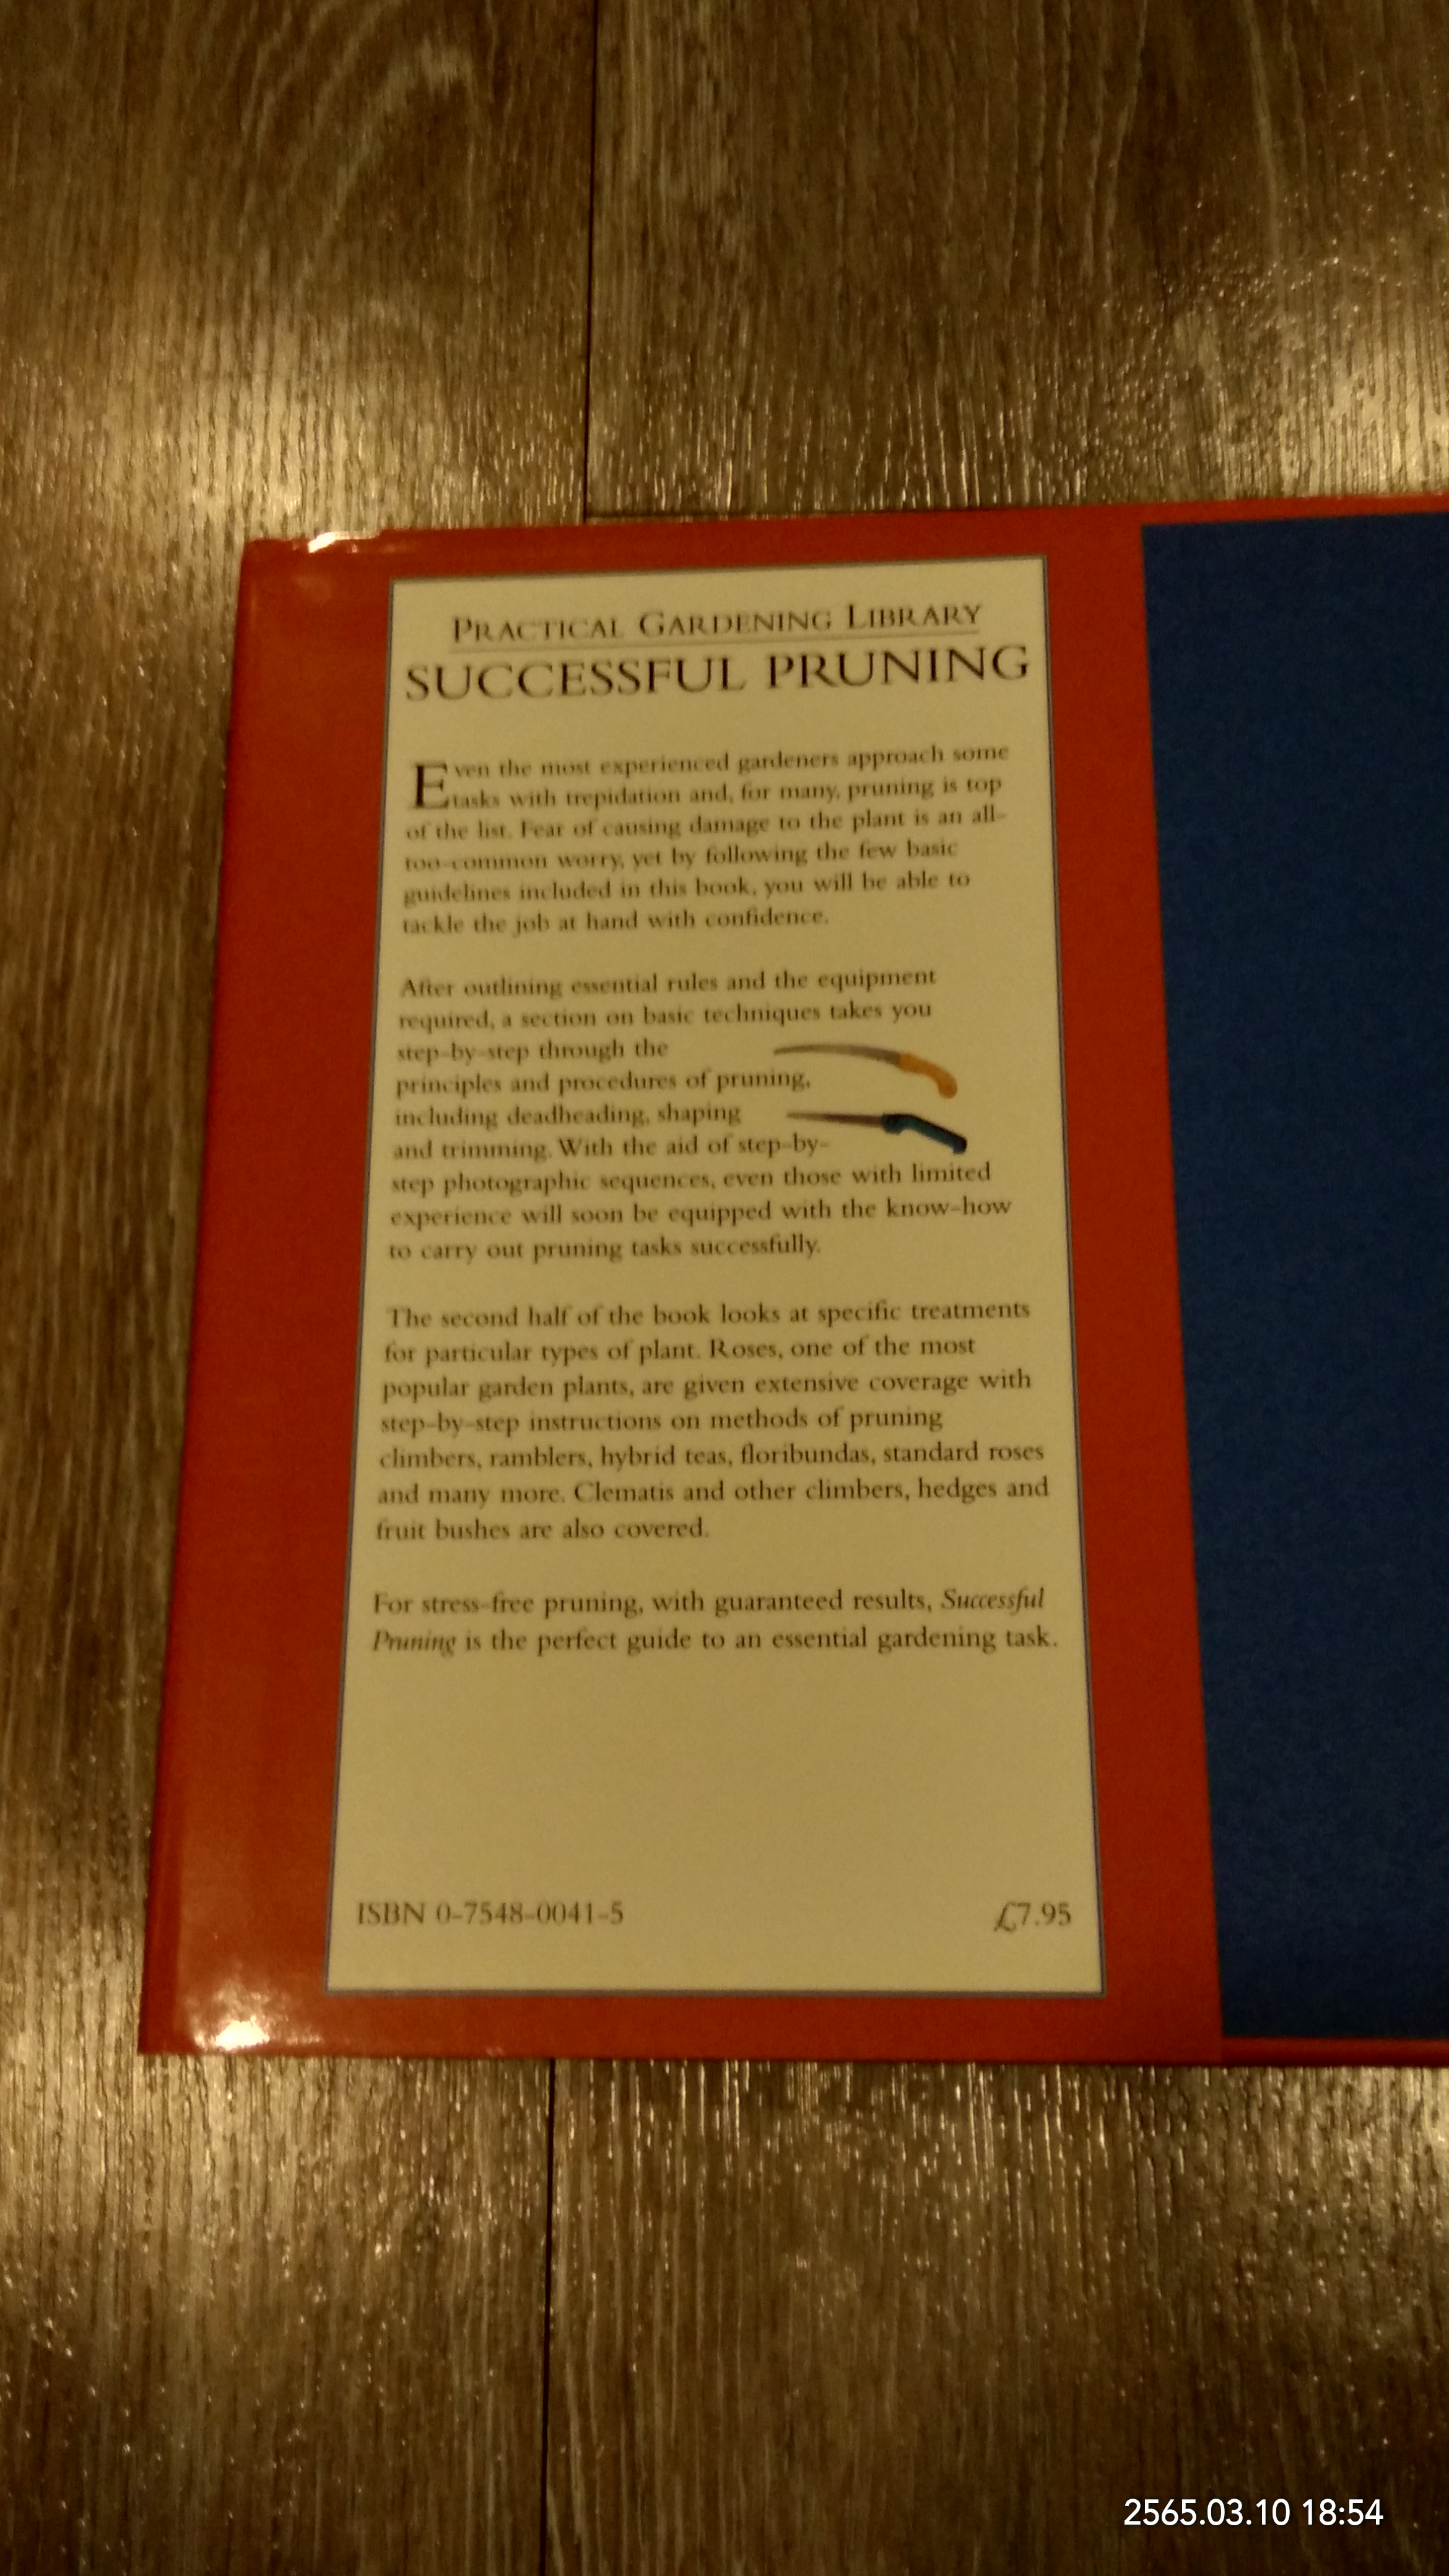 PRACTICAL GARDENING LIBRARY
SUCCESSFUL PRUNING
Even the most experienced gardeners approach some
tasks with trepidation and, for many, pruning is top
of the list. Fear of causing damage to the plant is an all-
too-common worry, yet by following the few basic
guidelines included in this book, you will be able to
tackle the job at hand with confidence.
After outlining essential rules and the equipment
required, a section on basic techniques takes you
step-by-step through the
principles and procedures of pruning,
including deadheading, shaping
and trimming. With the aid of step-by-
step photographic sequences, even those with limited
experience will soon be equipped with the know-how
to carry out pruning tasks successfully.
The second half of the book looks at specific treatments
for particular types of plant. Roses, one of the most
popular garden plants, are given extensive coverage with
step-by-step instructions on methods of pruning
climbers, ramblers, hybrid teas, floribundas, standard roses
and many more. Clematis and other climbers, hedges and
fruit bushes are also covered.
For stress-free pruning, with guaranteed results, Successful
Pruning is the perfect guide to an essential gardening task.
ISBN 0-7548-0041-5 £7.95
2565.03.10 18:54